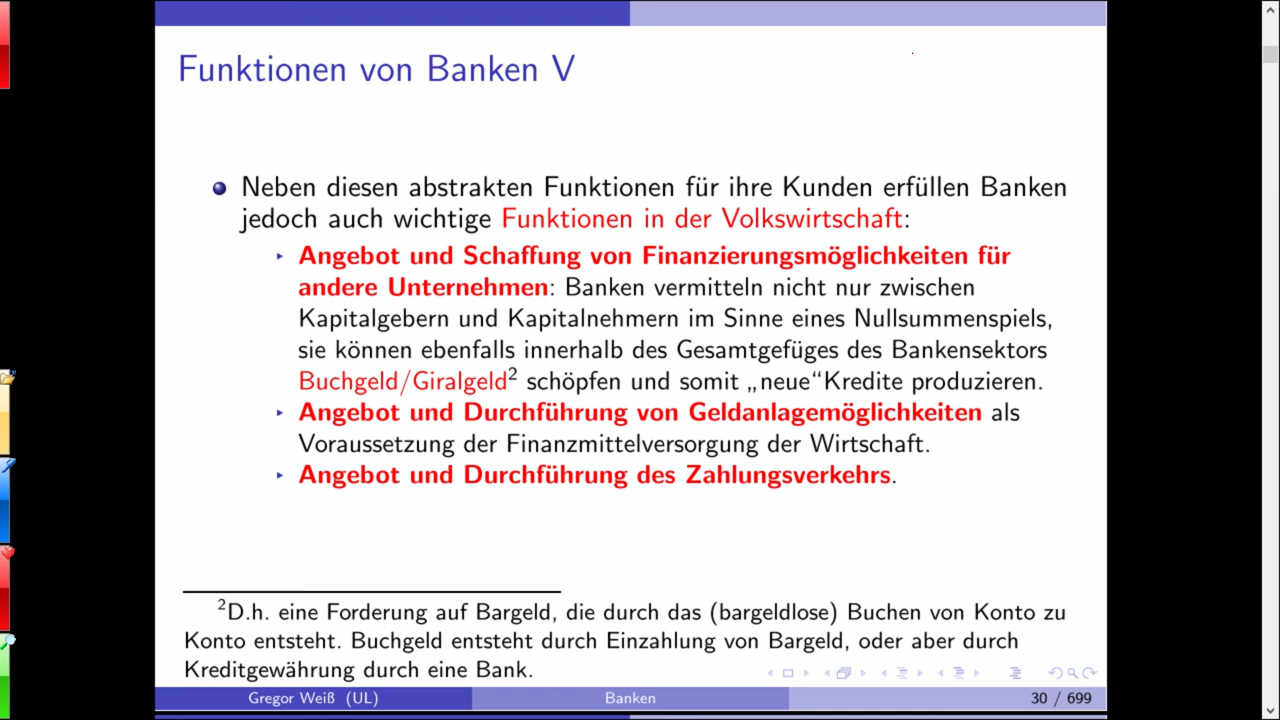 Funktionen von Banken V
Neben diesen abstrakten Funktionen für ihre Kunden erfüllen Banken
jedoch auch wichtige Funktionen in der Volkswirtschaft:
Angebot und Schaffung von Finanzierungsmöglichkeiten für
andere Unternehmen: Banken vermitteln nicht nur zwischen
Kapitalgebern und Kapitalnehmern im Sinne eines Nullsummenspiels,
sie können ebenfalls innerhalb des Gesamtgefüges des Bankensektors
Buchgeld/Giralgeld² schöpfen und somit „neue“Kredite produzieren.
Angebot und Durchführung von Geldanlagemöglichkeiten als
Voraussetzung der Finanzmittelversorgung der Wirtschaft.
Angebot und Durchführung des Zahlungsverkehrs.
²D.h. eine Forderung auf Bargeld, die durch das (bargeldlose) Buchen von Konto zu
Konto entsteht. Buchgeld entsteht durch Einzahlung von Bargeld, oder aber durch
Kreditgewährung durch eine Bank.
Gregor Weiß (UL) Banken 30 / 699